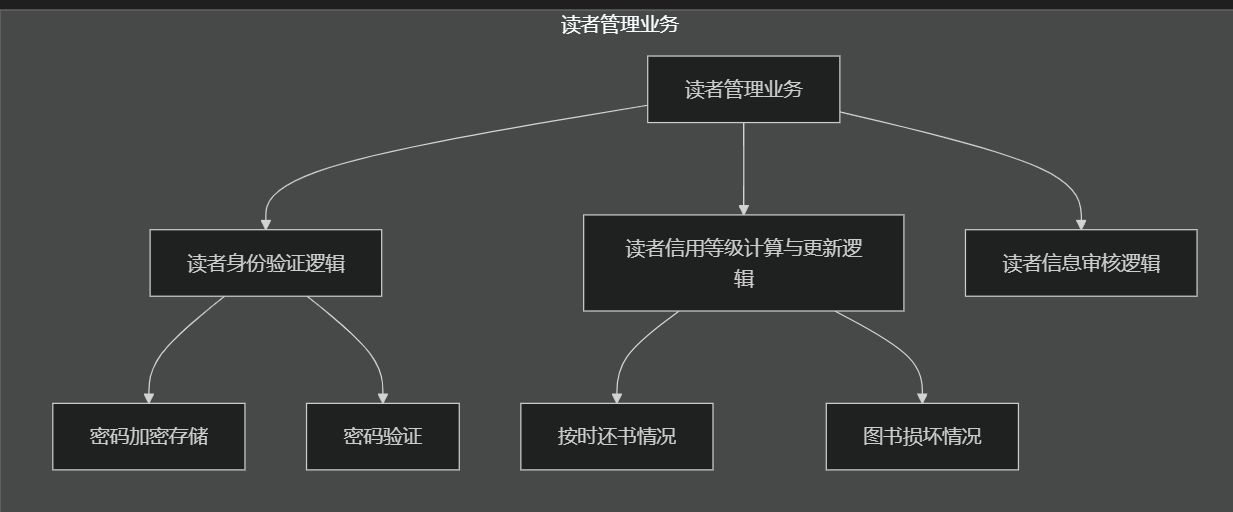 读者管理业务
读者管理业务
读者身份验证逻辑
读者信用等级计算与更新逻
辑
读者信息审核逻辑
密码加密存储
密码验证
按时还书情况
图书损坏情况